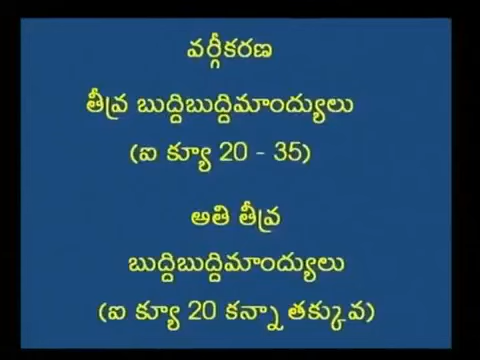 వర్గీకరణ
తీవ్ర బుద్దిబుద్దిమాంద్యులు
(ఐ క్యూ 20 - 35)
అతి తీవ్ర
బుద్దిబుద్దిమాంద్యులు
(ఐ క్యూ 20 కన్నా తక్కువ)